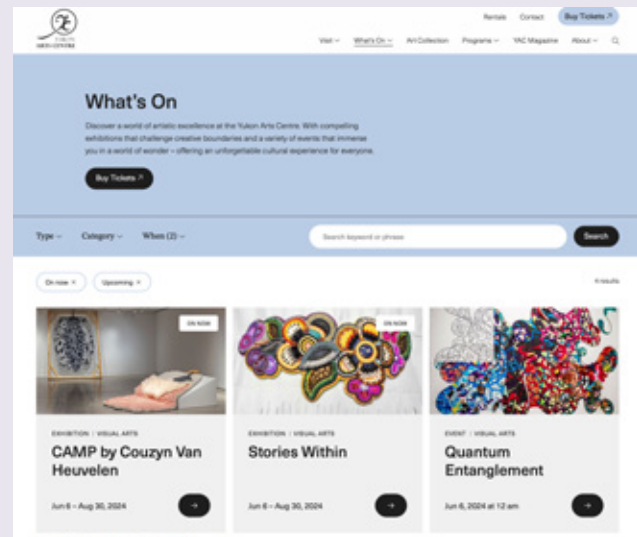 Rentals Contact Buy Tickets ↗
YUKON
ARTS CENTRE
Visit What's On Art Collection Programs YAC Magazine About
What's On
Discover a world of artistic excellence at the Yukon Arts Centre. With compelling
exhibitions that challenge creative boundaries and a variety of events that immerse
you in a world of wonder – offering an unforgettable cultural experience for everyone.
Buy Tickets ↗
Type Category When (2) Search keyword or phrase Search
On now × Upcoming × 4 results
ON NOW ON NOW
EXHIBITION | VISUAL ARTS
CAMP by Couzyn Van
Heuvelen
Jun 6 – Aug 30, 2024 →
EXHIBITION | VISUAL ARTS
Stories Within
Jun 6 – Aug 30, 2024 →
EVENT | VISUAL ARTS
Quantum
Entanglement
Jun 6, 2024 at 12 am →